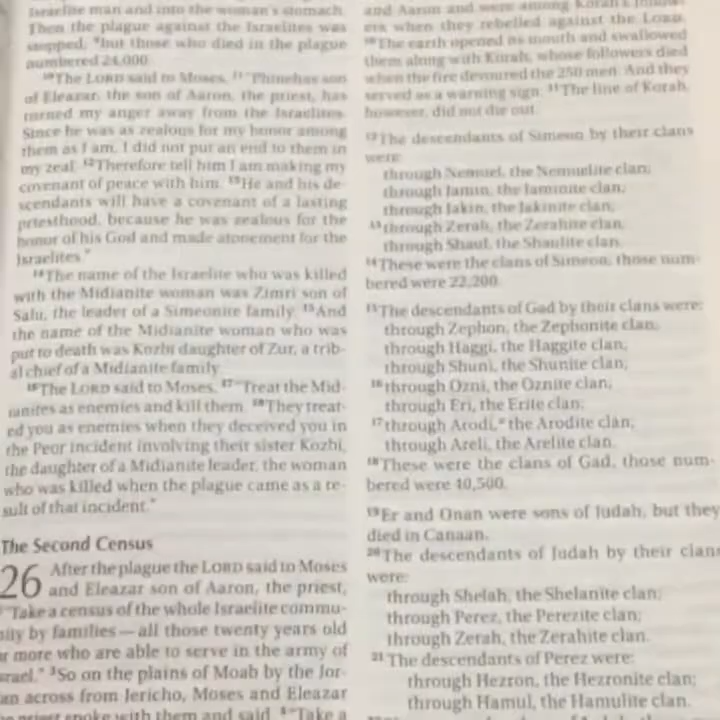 Israelite man and into the woman's stomach.
Then the plague against the Israelites was
stopped; ⁹but those who died in the plague
numbered 24,000.
¹⁰The LORD said to Moses, ¹¹"Phinehas son
of Eleazar, the son of Aaron, the priest, has
turned my anger away from the Israelites.
Since he was as zealous for my honor among
them as I am, I did not put an end to them in
my zeal. ¹²Therefore tell him I am making my
covenant of peace with him. ¹³He and his de-
scendants will have a covenant of a lasting
priesthood, because he was zealous for the
honor of his God and made atonement for the
Israelites."
¹⁴The name of the Israelite who was killed
with the Midianite woman was Zimri son of
Salu, the leader of a Simeonite family. ¹⁵And
the name of the Midianite woman who was
put to death was Kozbi daughter of Zur, a trib-
al chief of a Midianite family.
¹⁶The LORD said to Moses, ¹⁷"Treat the Mid-
ianites as enemies and kill them. ¹⁸They treat-
ed you as enemies when they deceived you in
the Peor incident involving their sister Kozbi,
the daughter of a Midianite leader, the woman
who was killed when the plague came as a re-
sult of that incident."
The Second Census
26 After the plague the LORD said to Moses
and Eleazar son of Aaron, the priest,
"Take a census of the whole Israelite commu-
nity by families—all those twenty years old
or more who are able to serve in the army of
Israel." ³So on the plains of Moab by the Jor-
dan across from Jericho, Moses and Eleazar
priest spoke with them and said, ⁴"Take a
and Aaron and were among Korah's follow-
ers when they rebelled against the LORD.
¹⁰The earth opened its mouth and swallowed
them along with Korah, whose followers died
when the fire devoured the 250 men. And they
served as a warning sign. ¹¹The line of Korah,
however, did not die out.
¹²The descendants of Simeon by their clans
were:
through Nemuel, the Nemuelite clan;
through Jamin, the Jaminite clan;
through Jakin, the Jakinite clan;
¹³through Zerah, the Zerahite clan;
through Shaul, the Shaulite clan.
¹⁴These were the clans of Simeon; those num-
bered were 22,200.
¹⁵The descendants of Gad by their clans were:
through Zephon, the Zephonite clan;
through Haggi, the Haggite clan;
through Shuni, the Shunite clan;
¹⁶through Ozni, the Oznite clan;
through Eri, the Erite clan;
¹⁷through Arodi,ᵃ the Arodite clan;
through Areli, the Arelite clan.
¹⁸These were the clans of Gad; those num-
bered were 40,500.
¹⁹Er and Onan were sons of Judah, but they
died in Canaan.
²⁰The descendants of Judah by their clans
were:
through Shelah, the Shelanite clan;
through Perez, the Perezite clan;
through Zerah, the Zerahite clan.
²¹The descendants of Perez were:
through Hezron, the Hezronite clan;
through Hamul, the Hamulite clan.